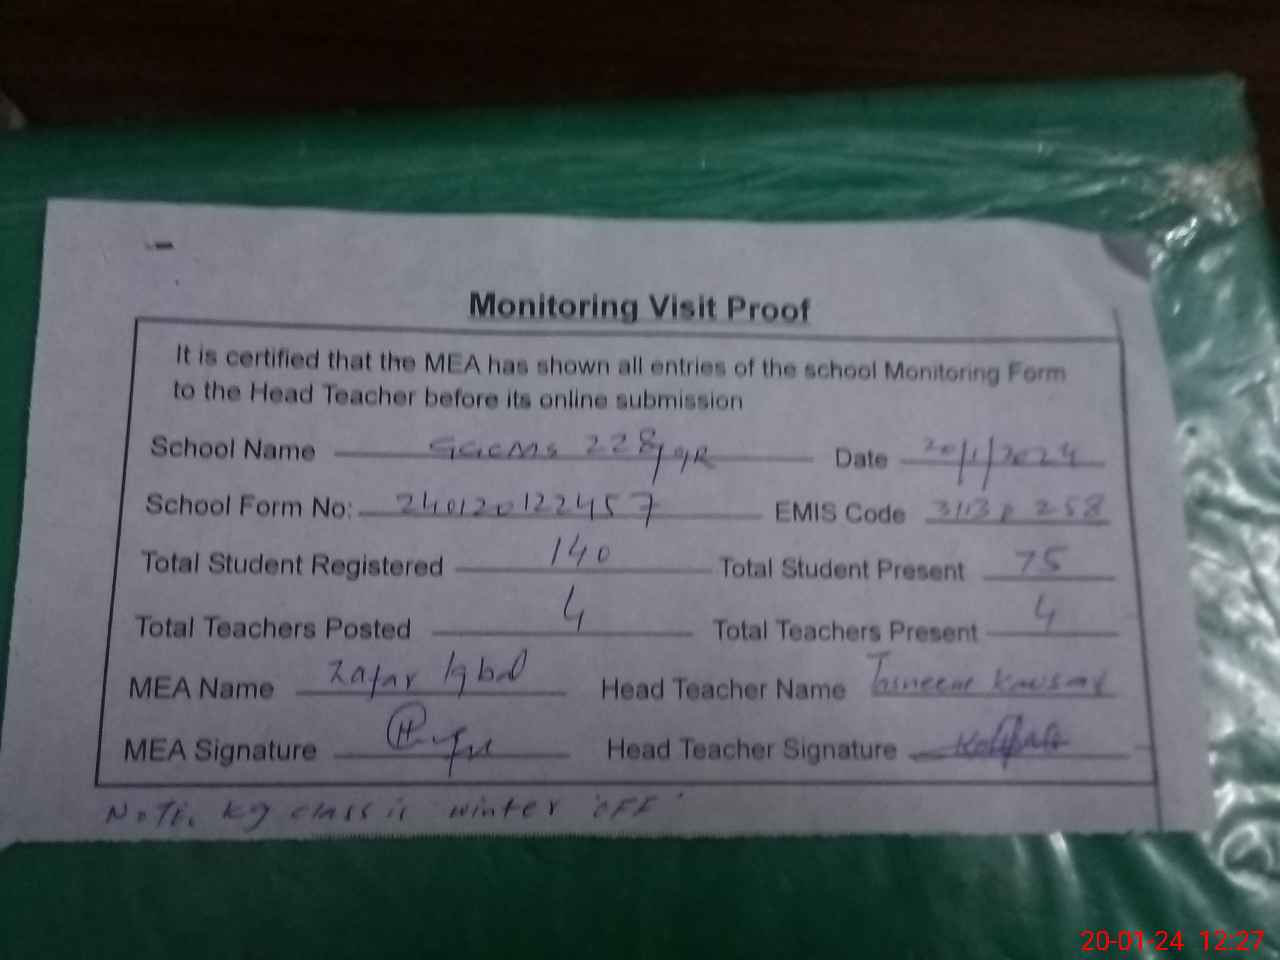 Monitoring Visit Proof
It is certified that the MEA has shown all entries of the school Monitoring Form
to the Head Teacher before its online submission
School Name 228/9R Date 20/1/2024
School Form No: 240120122457 EMIS Code
Total Student Registered 140 Total Student Present 75
Total Teachers Posted 4 Total Teachers Present 4
MEA Name Zafar Iqbal Head Teacher Name Tasneem Kausar
MEA Signature Head Teacher Signature
Note. Kg class is winter OFF
20-01-24 12:27